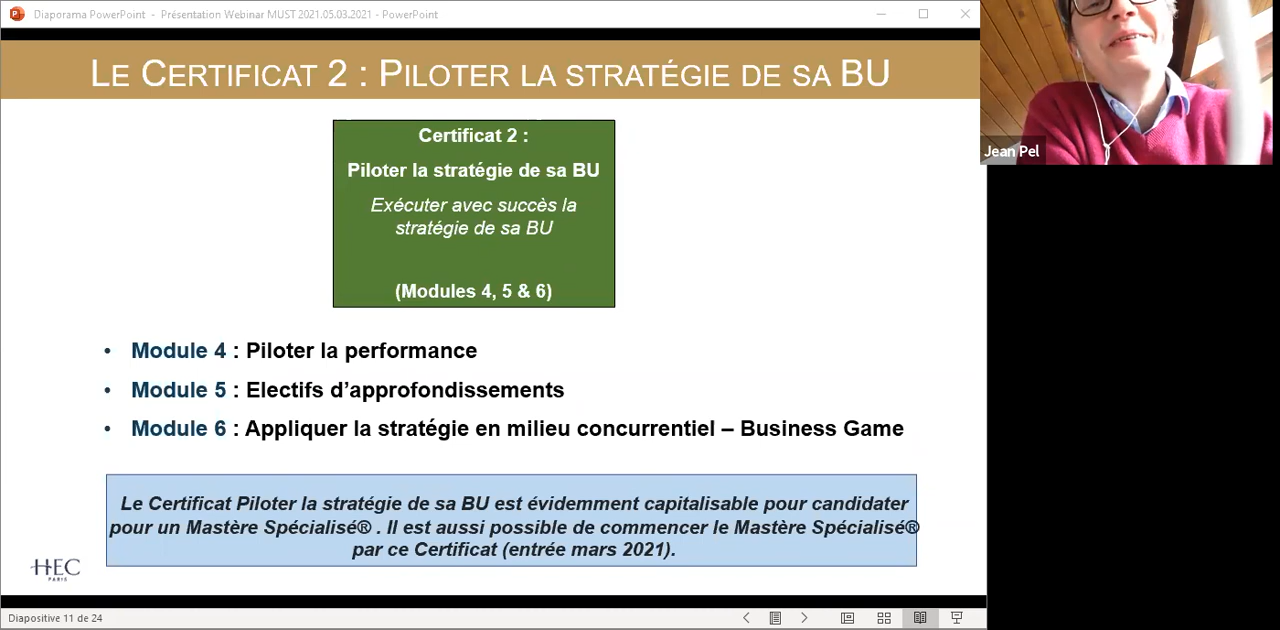 Diaporama PowerPoint - Présentation Webinar MUST 2021.05.03.2021 - PowerPoint
LE CERTIFICAT 2 : PILOTER LA STRATÉGIE DE SA BU
Certificat 2 :
Piloter la stratégie de sa BU
Exécuter avec succès la
stratégie de sa BU
(Modules 4, 5 & 6)
• Module 4 : Piloter la performance
• Module 5 : Electifs d’approfondissements
• Module 6 : Appliquer la stratégie en milieu concurrentiel – Business Game
Le Certificat Piloter la stratégie de sa BU est évidemment capitalisable pour candidater
pour un Mastère Spécialisé® . Il est aussi possible de commencer le Mastère Spécialisé®
par ce Certificat (entrée mars 2021).
HEC
PARIS
Diapositive 11 de 24
Jean Pel